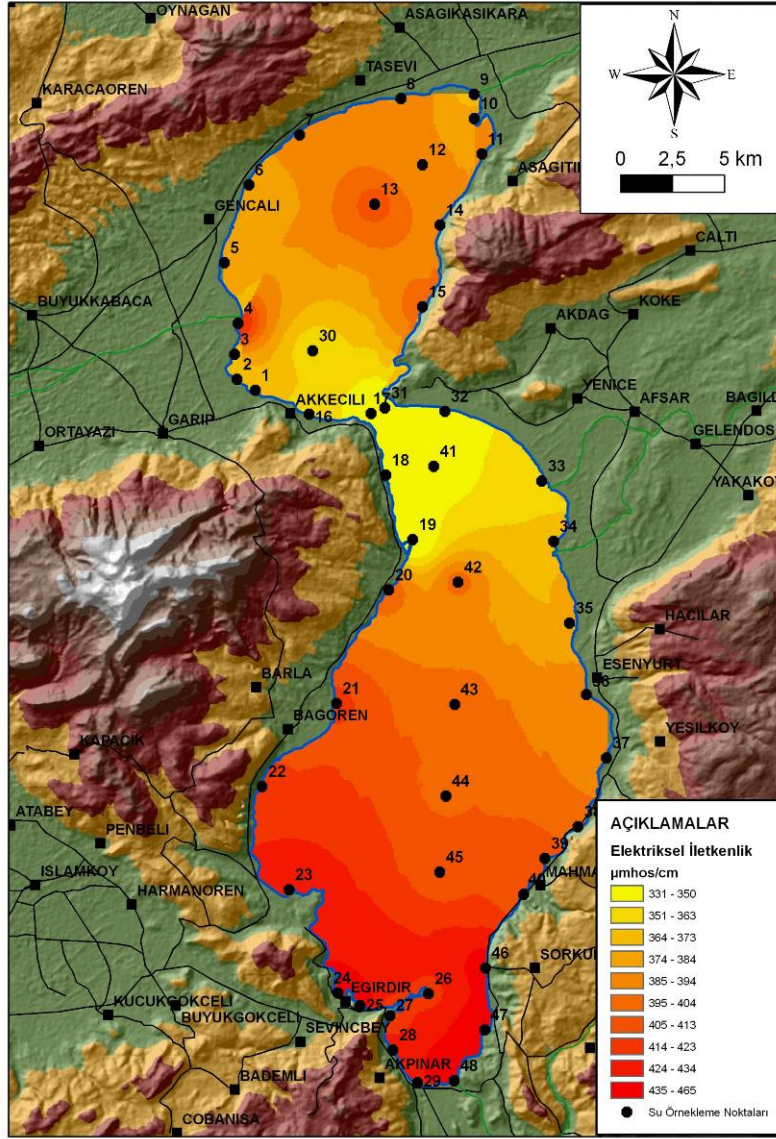 OYNAGAN
ASAGIKASIKARA
N
W E
S
0 2,5 5 km
TASEVI
KARACAOREN
8
9
10
7
11
12
6
13
GENCALI
14
CALTI
5
15
BUYUKKABACA
4
KOKE
AKDAG
3
30
2
1
AKKECILI
16
17
31
32
YENICE
AFSAR
GARIP
ORTAYAZI
GELENDOS
18
41
33
YAKAKOY
19
34
20
42
35
HACILAR
ESENYURT
BARLA
21
43
BAGOREN
YESILKOY
KAPACIK
37
22
44
ATABEY
PENBELI
39
45
ISLAMKOY
23
HARMANOREN
46
24
EGIRDIR
26
25
27
KUCUKGOKCELI
BUYUKGOKCELI
SEVINCBEY
47
28
AKPINAR
48
29
BADEMLI
COBANISA
AÇIKLAMALAR
Elektriksel İletkenlik
µmhos/cm
331 - 350
351 - 363
364 - 373
374 - 384
385 - 394
395 - 404
405 - 413
414 - 423
424 - 434
435 - 465
Su Örnekleme Noktaları